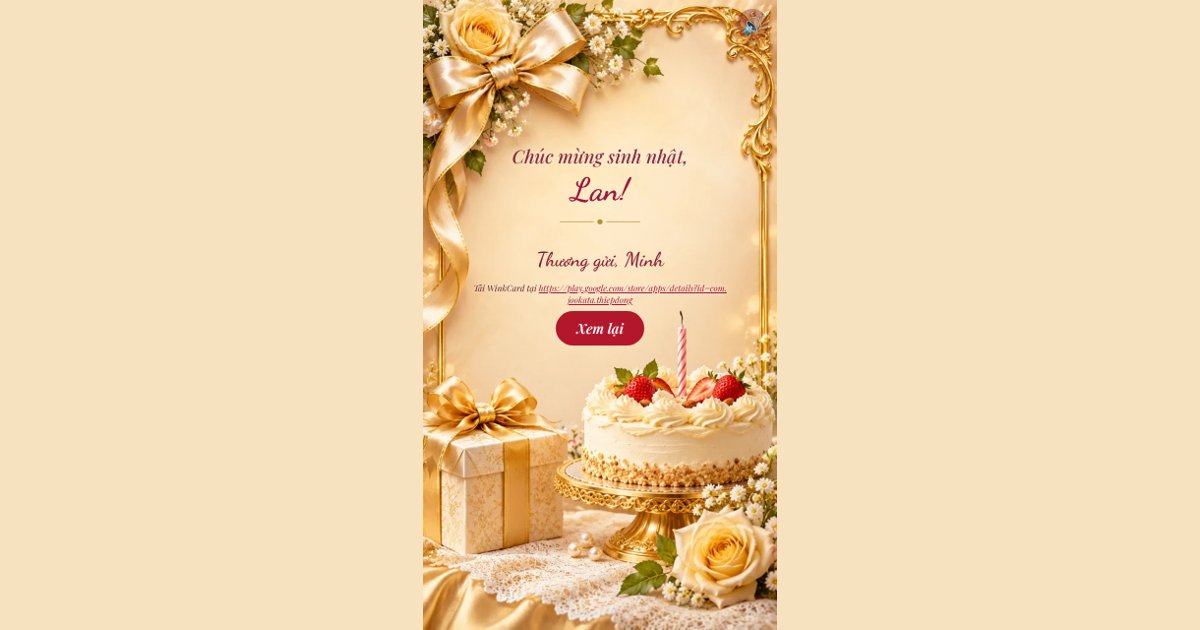 Chúc mừng sinh nhật,
Lan!
Thương gửi, Minh
Tải WinkCard tại https://play.google.com/store/apps/details?id=com.
jookata.thiepdong
Xem lại